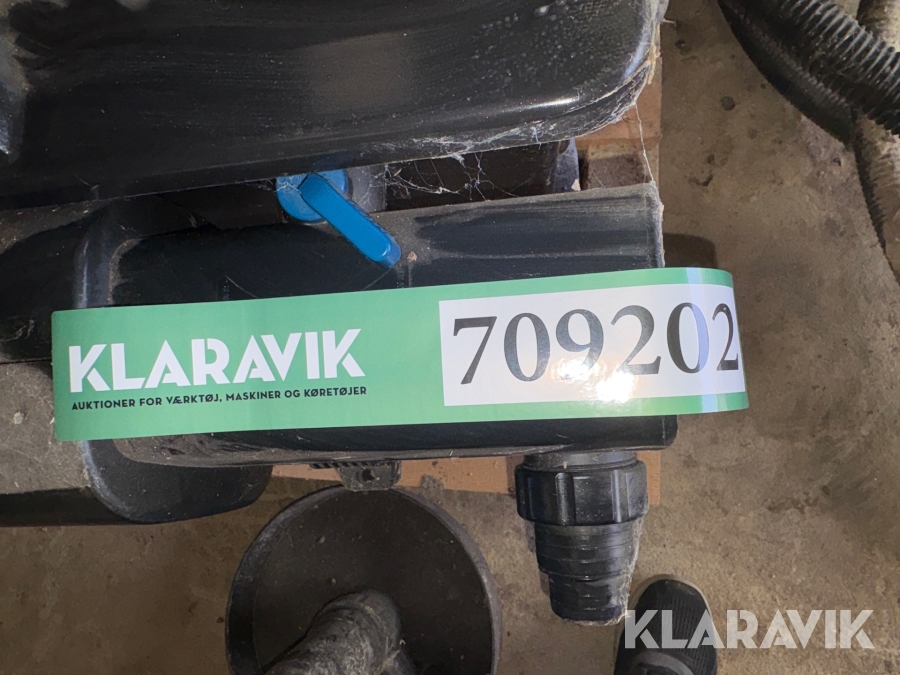 KLARAVIK
AUKTIONER FOR VÆRKTØJ, MASKINER OG KØRETØJER
709202
KLARAVIK